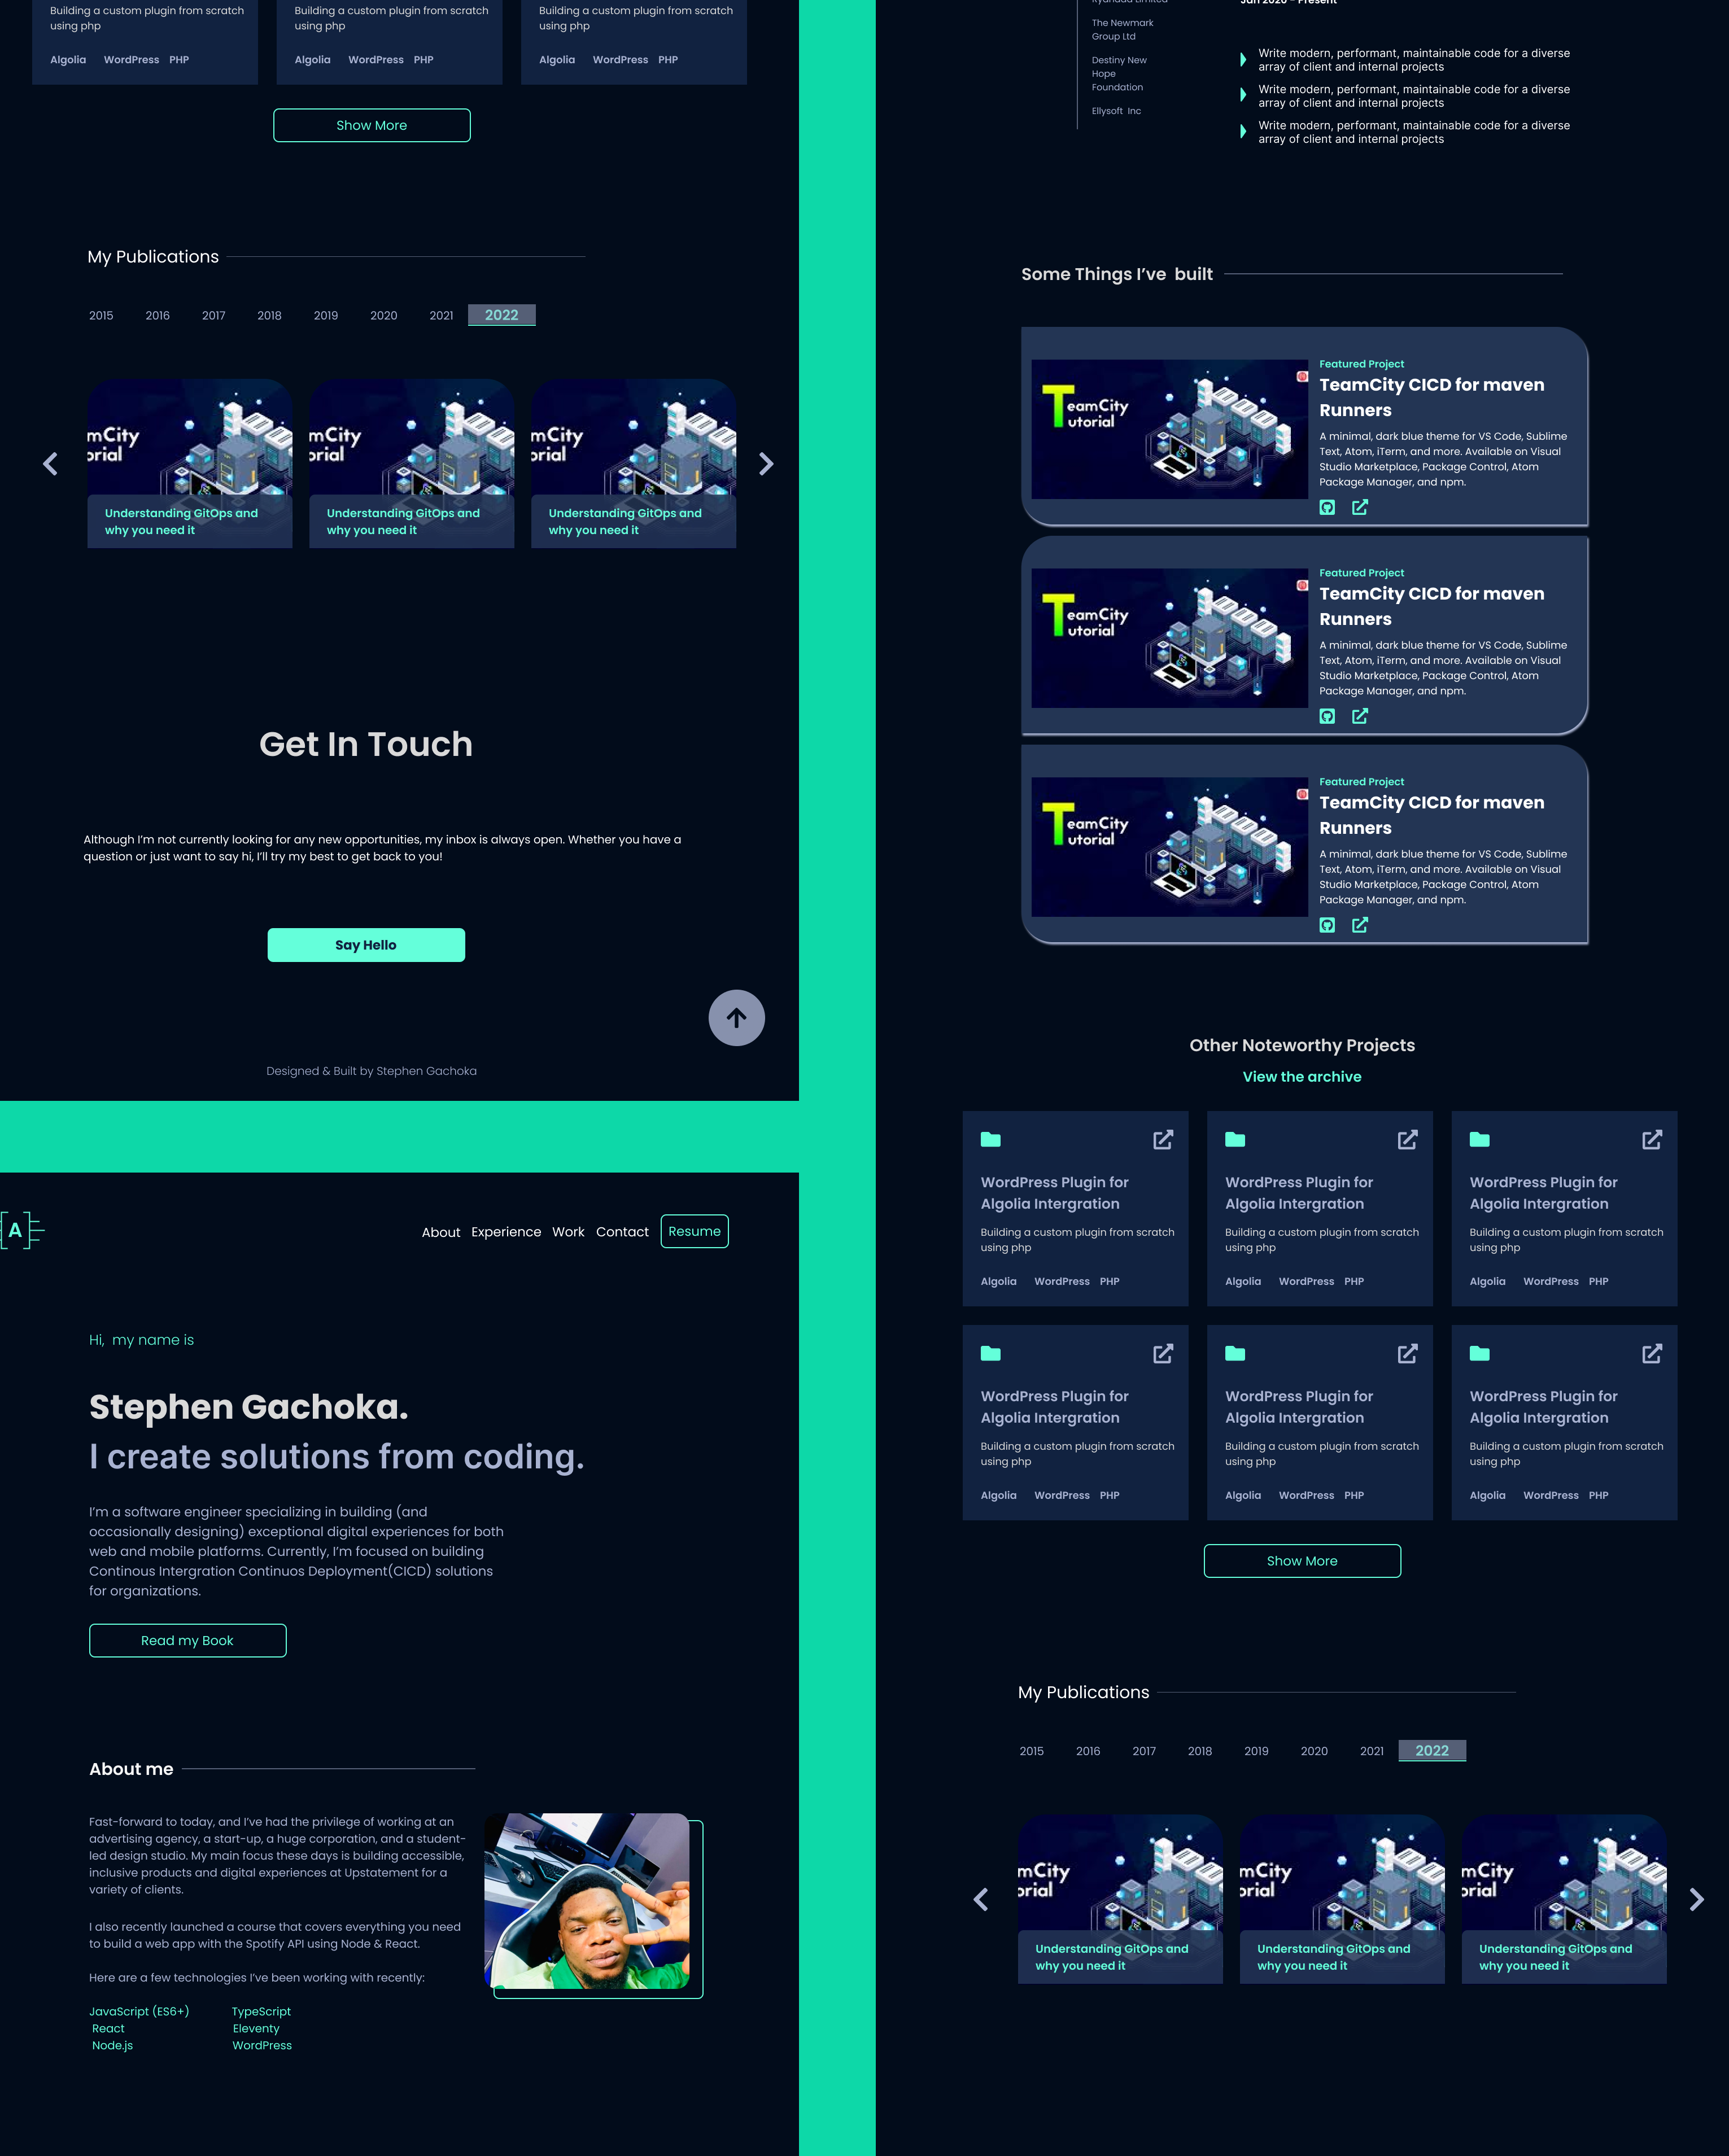 Building a custom plugin from scratch
using php
Algolia WordPress PHP
Building a custom plugin from scratch
using php
Algolia WordPress PHP
Building a custom plugin from scratch
using php
Algolia WordPress PHP
Show More
My Publications
2015 2016 2017 2018 2019 2020 2021 2022
mCity
orial
Understanding GitOps and
why you need it
mCity
orial
Understanding GitOps and
why you need it
mCity
orial
Understanding GitOps and
why you need it
Get In Touch
Although I’m not currently looking for any new opportunities, my inbox is always open. Whether you have a
question or just want to say hi, I’ll try my best to get back to you!
Say Hello
Designed & Built by Stephen Gachoka
A
About Experience Work Contact Resume
Hi, my name is
Stephen Gachoka.
I create solutions from coding.
I’m a software engineer specializing in building (and
occasionally designing) exceptional digital experiences for both
web and mobile platforms. Currently, I’m focused on building
Continous Intergration Continuos Deployment(CICD) solutions
for organizations.
Read my Book
About me
Fast-forward to today, and I’ve had the privilege of working at an
advertising agency, a start-up, a huge corporation, and a student-
led design studio. My main focus these days is building accessible,
inclusive products and digital experiences at Upstatement for a
variety of clients.
I also recently launched a course that covers everything you need
to build a web app with the Spotify API using Node & React.
Here are a few technologies I’ve been working with recently:
JavaScript (ES6+) TypeScript
React Eleventy
Node.js WordPress
Limited
The Newmark
Group Ltd
Destiny New
Hope
Foundation
Ellysoft Inc
Jan 2020 - Present
Write modern, performant, maintainable code for a diverse
array of client and internal projects
Write modern, performant, maintainable code for a diverse
array of client and internal projects
Write modern, performant, maintainable code for a diverse
array of client and internal projects
Some Things I’ve built
TeamCity
Tutorial
Featured Project
TeamCity CICD for maven
Runners
A minimal, dark blue theme for VS Code, Sublime
Text, Atom, iTerm, and more. Available on Visual
Studio Marketplace, Package Control, Atom
Package Manager, and npm.
TeamCity
Tutorial
Featured Project
TeamCity CICD for maven
Runners
A minimal, dark blue theme for VS Code, Sublime
Text, Atom, iTerm, and more. Available on Visual
Studio Marketplace, Package Control, Atom
Package Manager, and npm.
TeamCity
Tutorial
Featured Project
TeamCity CICD for maven
Runners
A minimal, dark blue theme for VS Code, Sublime
Text, Atom, iTerm, and more. Available on Visual
Studio Marketplace, Package Control, Atom
Package Manager, and npm.
Other Noteworthy Projects
View the archive
WordPress Plugin for
Algolia Intergration
Building a custom plugin from scratch
using php
Algolia WordPress PHP
WordPress Plugin for
Algolia Intergration
Building a custom plugin from scratch
using php
Algolia WordPress PHP
WordPress Plugin for
Algolia Intergration
Building a custom plugin from scratch
using php
Algolia WordPress PHP
WordPress Plugin for
Algolia Intergration
Building a custom plugin from scratch
using php
Algolia WordPress PHP
WordPress Plugin for
Algolia Intergration
Building a custom plugin from scratch
using php
Algolia WordPress PHP
WordPress Plugin for
Algolia Intergration
Building a custom plugin from scratch
using php
Algolia WordPress PHP
Show More
My Publications
2015 2016 2017 2018 2019 2020 2021 2022
mCity
orial
Understanding GitOps and
why you need it
mCity
orial
Understanding GitOps and
why you need it
mCity
orial
Understanding GitOps and
why you need it